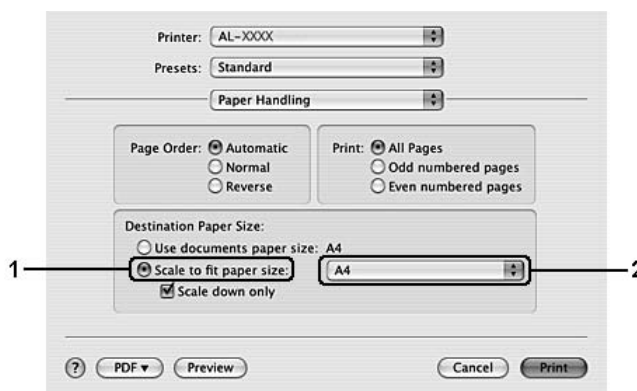 Printer: AL-XXXX
Presets: Standard
Paper Handling
Page Order: Automatic
Normal
Reverse
Print: All Pages
Odd numbered pages
Even numbered pages
Destination Paper Size:
Use documents paper size: A4
1 Scale to fit paper size: A4 2
Scale down only
? PDF▼ Preview Cancel Print